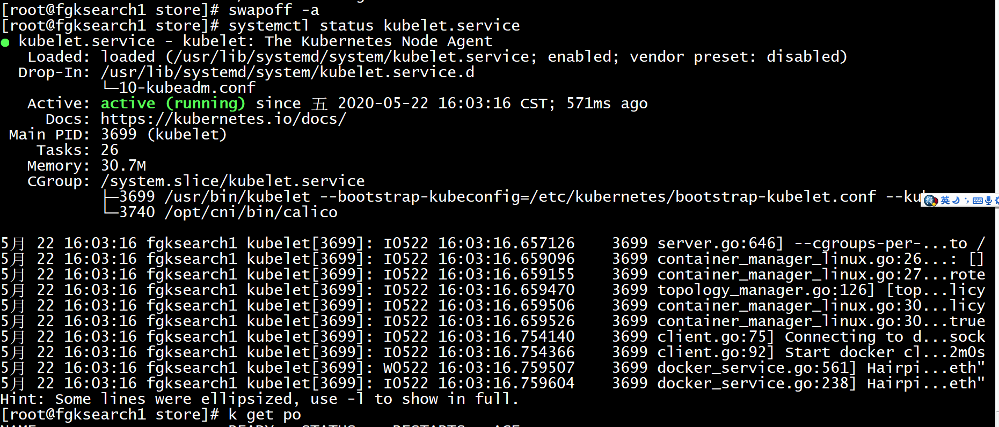 [root@fgksearch1 store]# swapoff -a
[root@fgksearch1 store]# systemctl status kubelet.service
● kubelet.service - kubelet: The Kubernetes Node Agent
   Loaded: loaded (/usr/lib/systemd/system/kubelet.service; enabled; vendor preset: disabled)
  Drop-In: /usr/lib/systemd/system/kubelet.service.d
           └─10-kubeadm.conf
   Active: active (running) since 五 2020-05-22 16:03:16 CST; 571ms ago
     Docs: https://kubernetes.io/docs/
 Main PID: 3699 (kubelet)
    Tasks: 26
   Memory: 30.7M
   CGroup: /system.slice/kubelet.service
           ├─3699 /usr/bin/kubelet --bootstrap-kubeconfig=/etc/kubernetes/bootstrap-kubelet.conf --ku
英
           └─3740 /opt/cni/bin/calico
5月 22 16:03:16 fgksearch1 kubelet[3699]: I0522 16:03:16.657126    3699 server.go:646] --cgroups-per-...to /
5月 22 16:03:16 fgksearch1 kubelet[3699]: I0522 16:03:16.659096    3699 container_manager_linux.go:26...: []
5月 22 16:03:16 fgksearch1 kubelet[3699]: I0522 16:03:16.659155    3699 container_manager_linux.go:27...rote
5月 22 16:03:16 fgksearch1 kubelet[3699]: I0522 16:03:16.659470    3699 topology_manager.go:126] [top...licy
5月 22 16:03:16 fgksearch1 kubelet[3699]: I0522 16:03:16.659506    3699 container_manager_linux.go:30...licy
5月 22 16:03:16 fgksearch1 kubelet[3699]: I0522 16:03:16.659526    3699 container_manager_linux.go:30...true
5月 22 16:03:16 fgksearch1 kubelet[3699]: I0522 16:03:16.754140    3699 client.go:75] Connecting to d...sock
5月 22 16:03:16 fgksearch1 kubelet[3699]: I0522 16:03:16.754366    3699 client.go:92] Start docker cl...2m0s
5月 22 16:03:16 fgksearch1 kubelet[3699]: W0522 16:03:16.759507    3699 docker_service.go:561] Hairpi...eth"
5月 22 16:03:16 fgksearch1 kubelet[3699]: I0522 16:03:16.759604    3699 docker_service.go:238] Hairpi...eth"
Hint: Some lines were ellipsized, use -l to show in full.
[root@fgksearch1 store]# k get po
NAME READY STATUS RESTARTS AGE